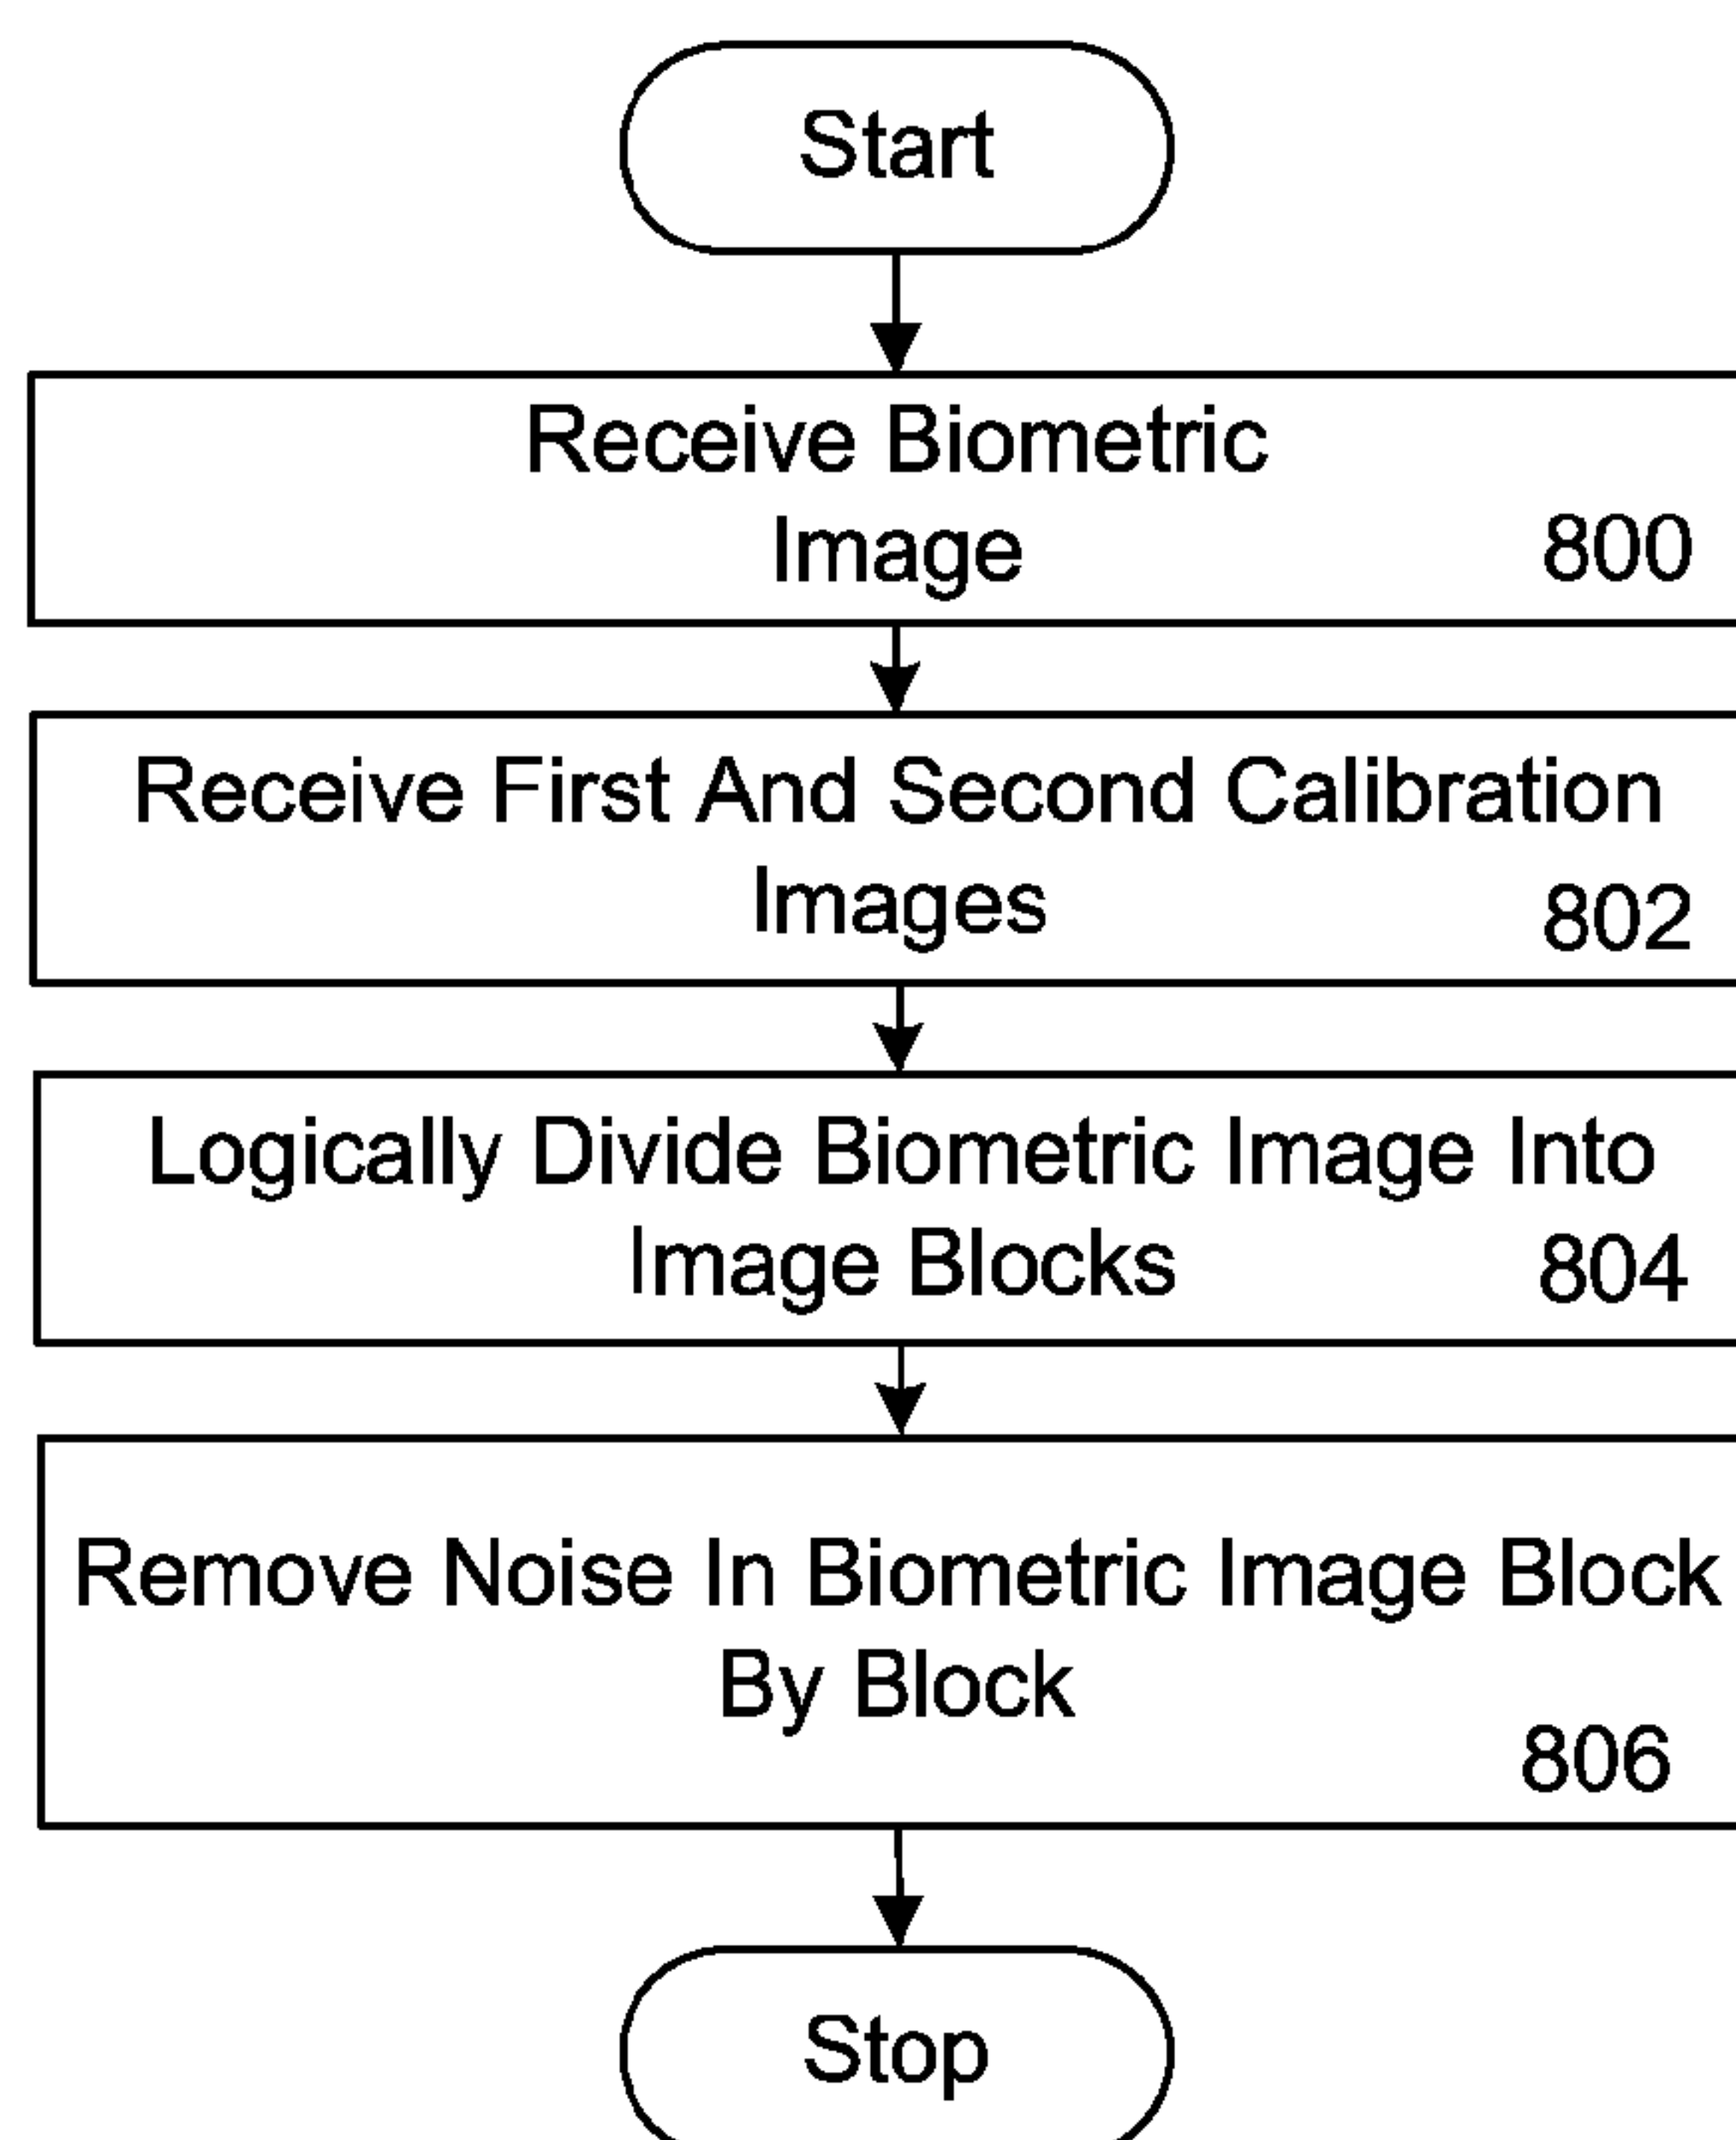 Start
Receive Biometric
Image
800
Receive First And Second Calibration
Images
802
Logically Divide Biometric Image Into
Image Blocks
804
Remove Noise In Biometric Image Block
By Block
806
Stop